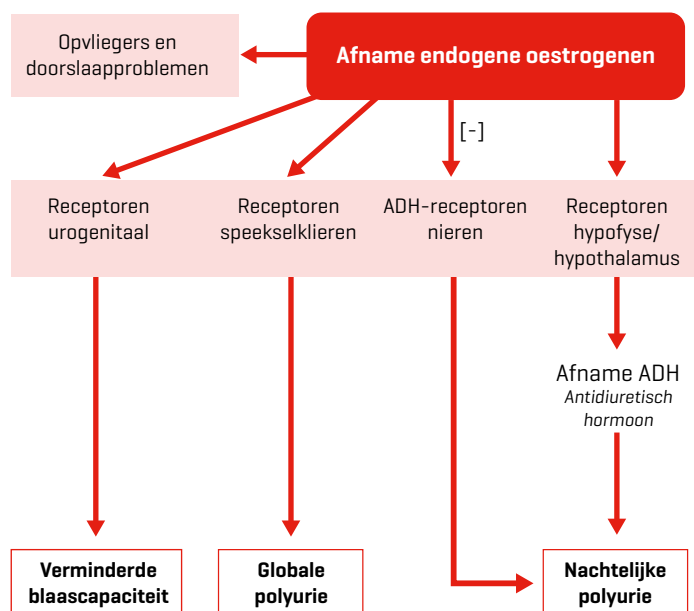 Opvliegers en
doorslaapproblemen
Afname endogene oestrogenen
[-]
Receptoren
urogenitaal
Receptoren
speekselklieren
ADH-receptoren
nieren
Receptoren
hypofyse/
hypothalamus
Afname ADH
Antidiuretisch
hormoon
Verminderde
blaascapaciteit
Globale
polyurie
Nachtelijke
polyurie